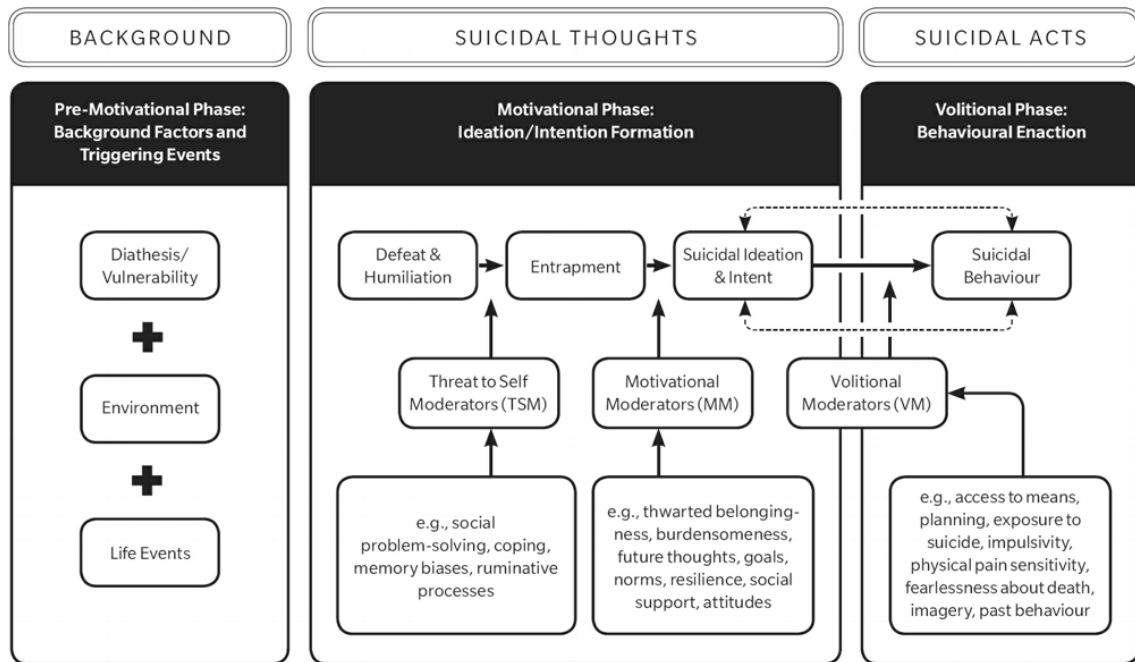 BACKGROUND
SUICIDAL THOUGHTS
SUICIDAL ACTS
Pre-Motivational Phase:
Background Factors and
Triggering Events
Motivational Phase:
Ideation/Intention Formation
Volitional Phase:
Behavioural Enaction
Diathesis/
Vulnerability
Environment
Life Events
Defeat &
Humiliation
Entrapment
Suicidal Ideation
& Intent
Suicidal
Behaviour
Threat to Self
Moderators (TSM)
Motivational
Moderators (MM)
Volitional
Moderators (VM)
e.g., social
problem-solving, coping,
memory biases, ruminative
processes
e.g., thwarted belonging-
ness, burdensomeness,
future thoughts, goals,
norms, resilience, social
support, attitudes
e.g., access to means,
planning, exposure to
suicide, impulsivity,
physical pain sensitivity,
fearlessness about death,
imagery, past behaviour